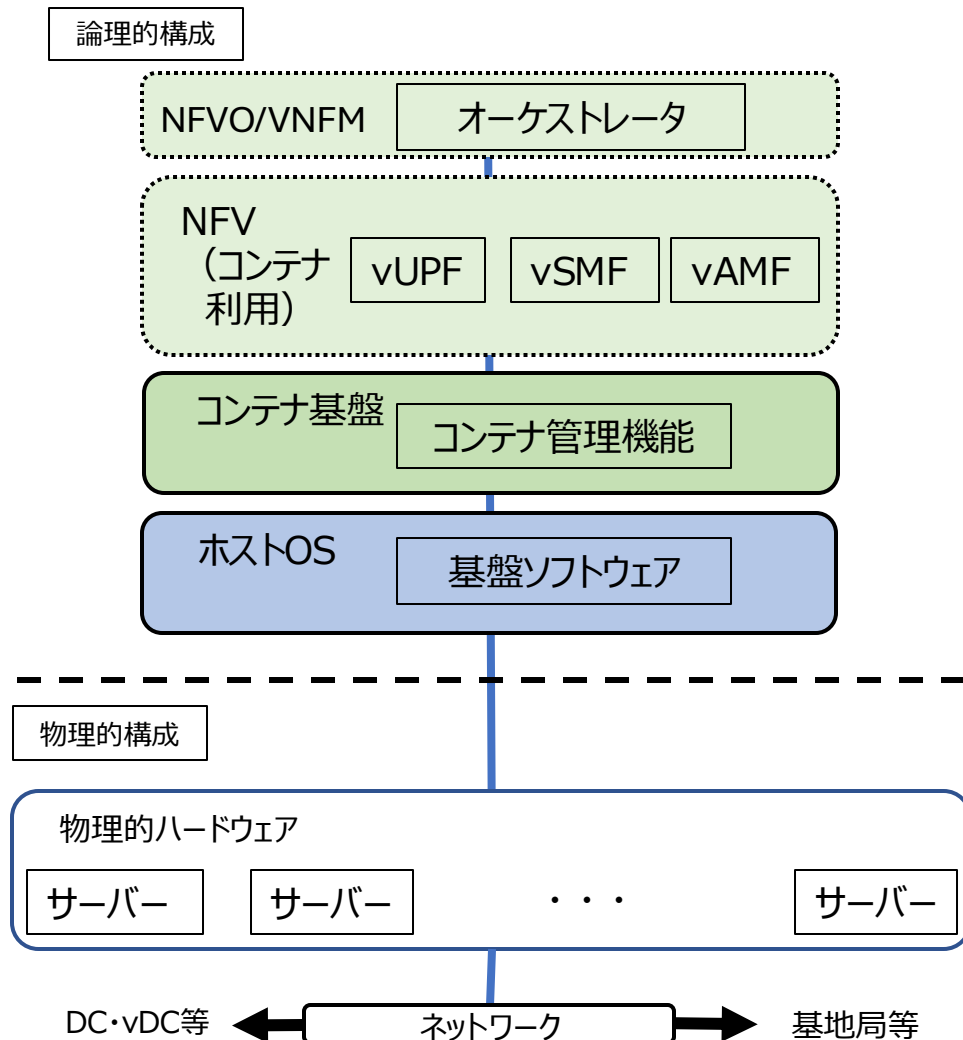 論理的構成
NFVO/VNFM
オーケストレータ
NFV
（コンテナ
利用）
vUPF
vSMF
vAMF
コンテナ基盤
コンテナ管理機能
ホストOS
基盤ソフトウェア
物理的構成
物理的ハードウェア
サーバー
サーバー
・・・
サーバー
DC・vDC等
ネットワーク
基地局等